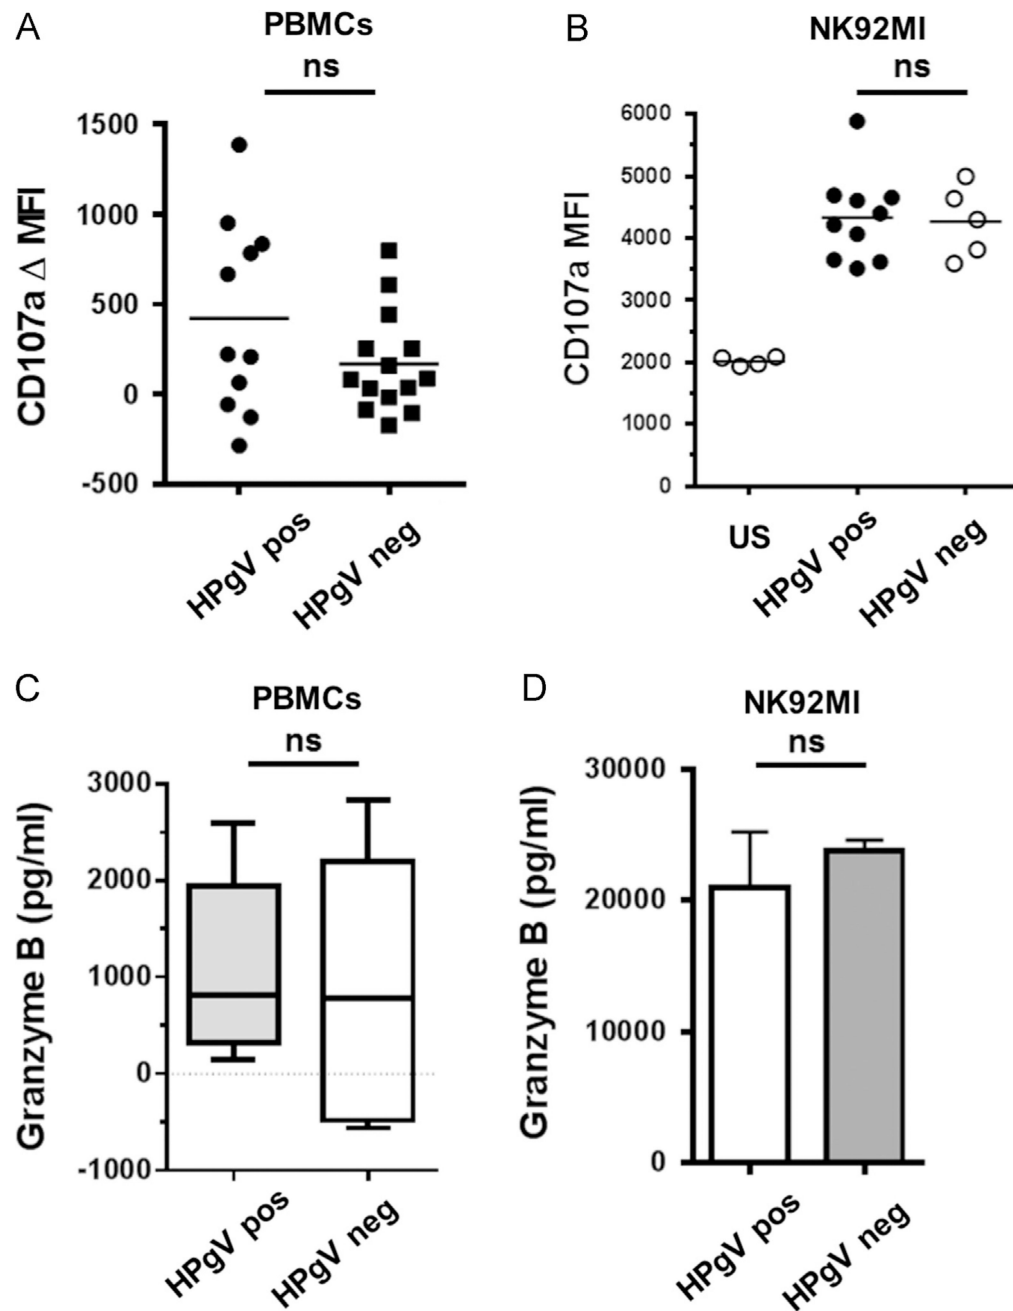 A
PBMCs
ns
CD107a Δ MFI
1500
1000
500
0
-500
HPgV pos
HPgV neg
B
NK92MI
ns
CD107a MFI
6000
5000
4000
3000
2000
1000
0
US
HPgV pos
HPgV neg
C
PBMCs
ns
Granzyme B (pg/ml)
3000
2000
1000
0
-1000
HPgV pos
HPgV neg
D
NK92MI
ns
Granzyme B (pg/ml)
30000
20000
10000
0
HPgV pos
HPgV neg